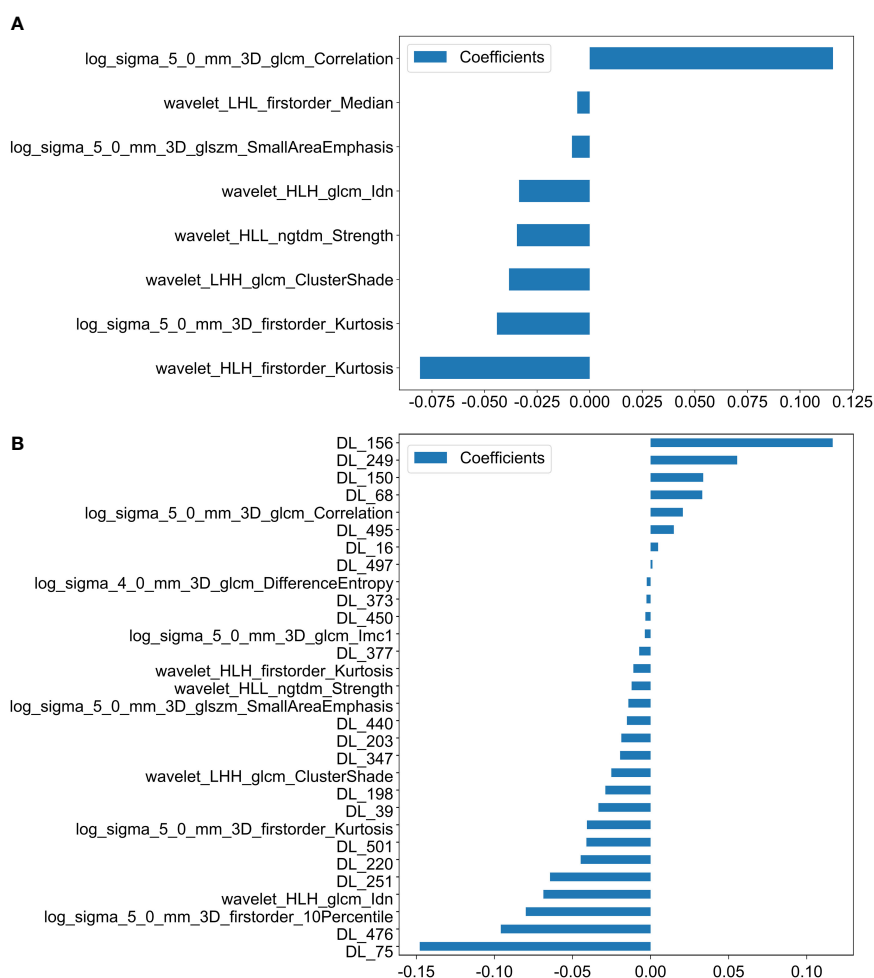 A
Coefficients
log_sigma_5_0_mm_3D_glcm_Correlation
wavelet_LHL_firstorder_Median
log_sigma_5_0_mm_3D_glszm_SmallAreaEmphasis
wavelet_HLH_glcm_Idn
wavelet_HLL_ngtdm_Strength
wavelet_LHH_glcm_ClusterShade
log_sigma_5_0_mm_3D_firstorder_Kurtosis
wavelet_HLH_firstorder_Kurtosis
-0.075 -0.050 -0.025 0.000 0.025 0.050 0.075 0.100 0.125
B
Coefficients
DL_156
DL_249
DL_150
DL_68
log_sigma_5_0_mm_3D_glcm_Correlation
DL_495
DL_16
DL_497
log_sigma_4_0_mm_3D_glcm_DifferenceEntropy
DL_373
DL_450
log_sigma_5_0_mm_3D_glcm_Imc1
DL_377
wavelet_HLH_firstorder_Kurtosis
wavelet_HLL_ngtdm_Strength
log_sigma_5_0_mm_3D_glszm_SmallAreaEmphasis
DL_440
DL_203
DL_347
wavelet_LHH_glcm_ClusterShade
DL_198
DL_39
log_sigma_5_0_mm_3D_firstorder_Kurtosis
DL_501
DL_220
DL_251
wavelet_HLH_glcm_Idn
log_sigma_5_0_mm_3D_firstorder_10Percentile
DL_476
DL_75
-0.15 -0.10 -0.05 0.00 0.05 0.10